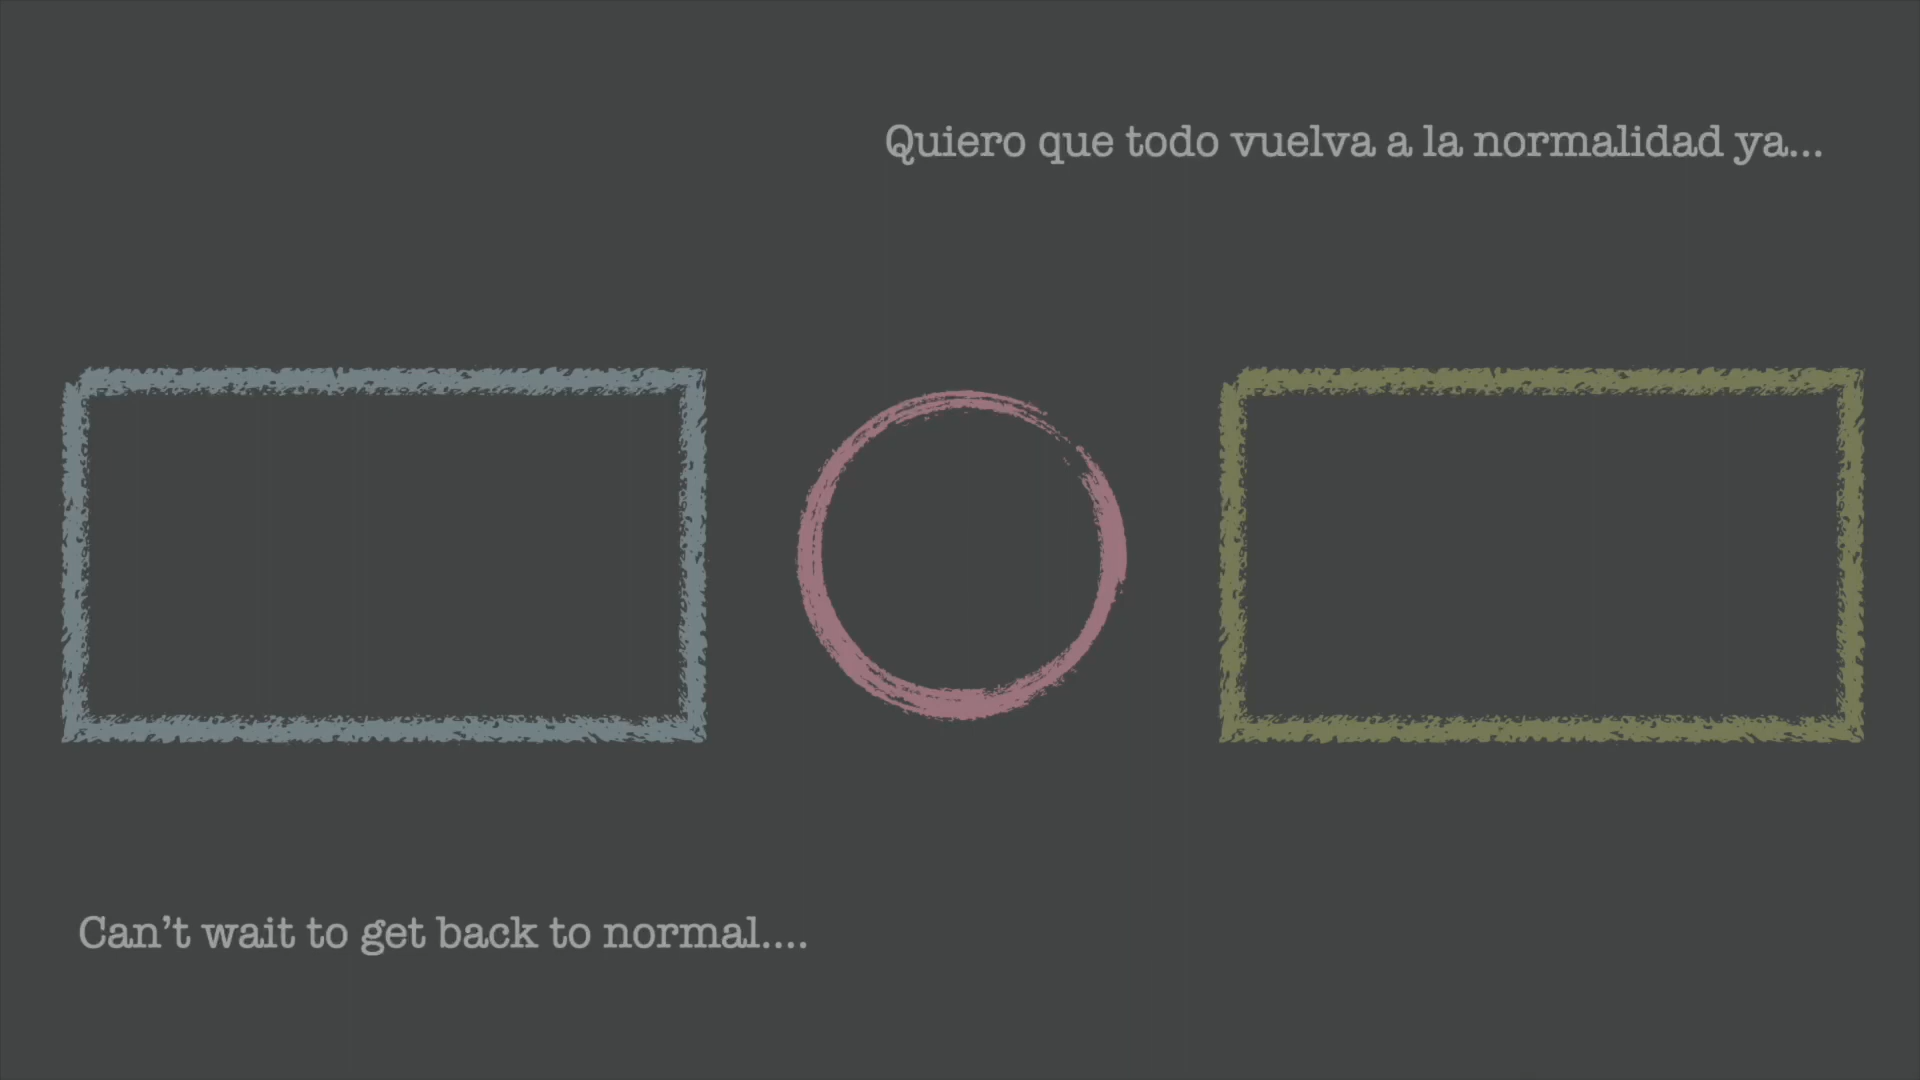 Quiero que todo vuelva a la normalidad ya...
Can’t wait to get back to normal....